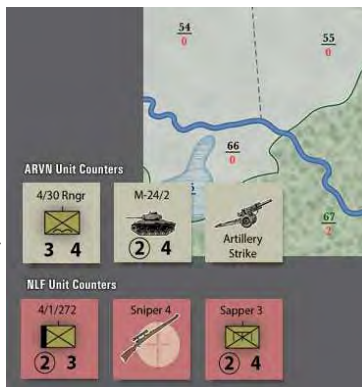 54
0
55
0
66
0
67
2
ARVN Unit Counters
4/30 Rngr
3 4
M-24/2
2 4
Artillery
Strike
NLF Unit Counters
4/1/272
2 3
Sniper 4
Sapper 3
2 4